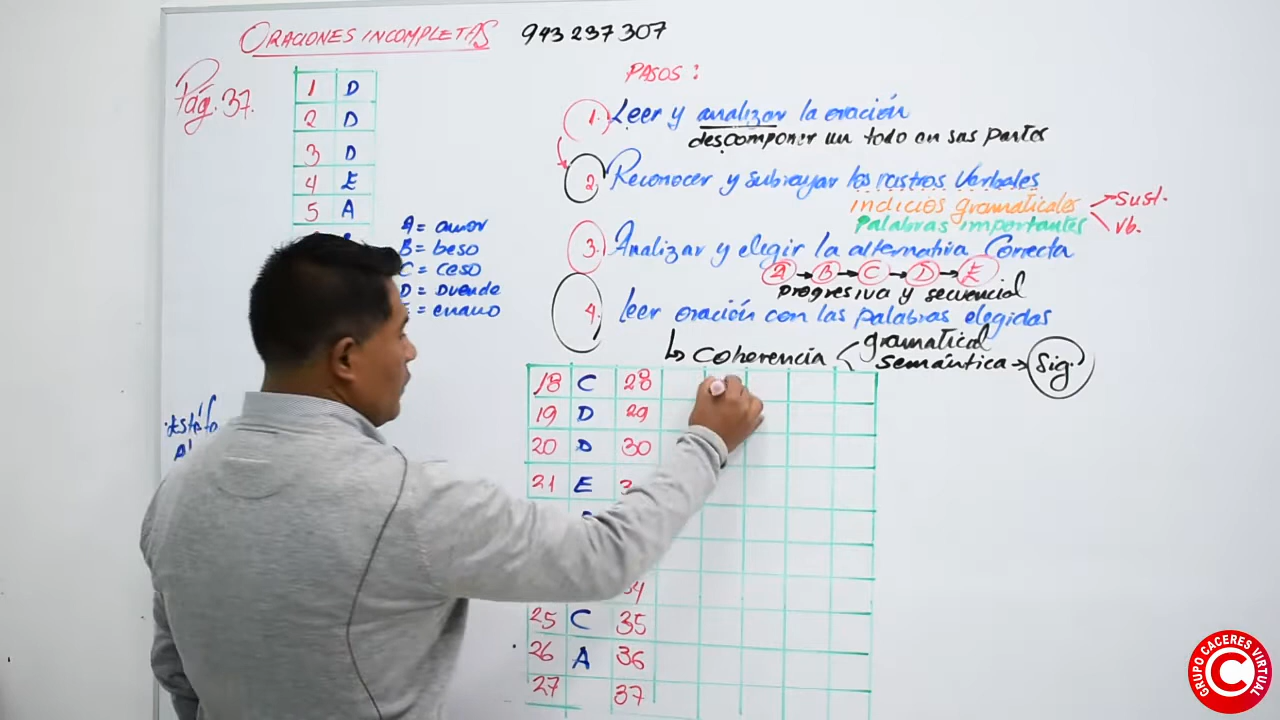 ORACIONES INCOMPLETAS 943 237 307
Pág. 37.
1 D
2 D
3 D
4 E
5 A
A = amor
B = beso
C = ceso
D = Duende
= enano
PASOS:
1. Leer y analizar la oración
descomponer un todo en sus partes
2. Reconocer y subrayar los rastros verbales
indicios gramaticales Sust.
Palabras importantes Vb.
3. Analizar y elegir la alternativa Correcta
A → B → C → D → E
progresiva y secuencial
4. Leer oración con las palabras elegidas
↳ Coherencia gramatical
semántica → Sig.
18 C 28
19 D 29
20 D 30
21 E
25 C 35
26 A 36
27 37
GRUPO CACERES VIRTUAL
C